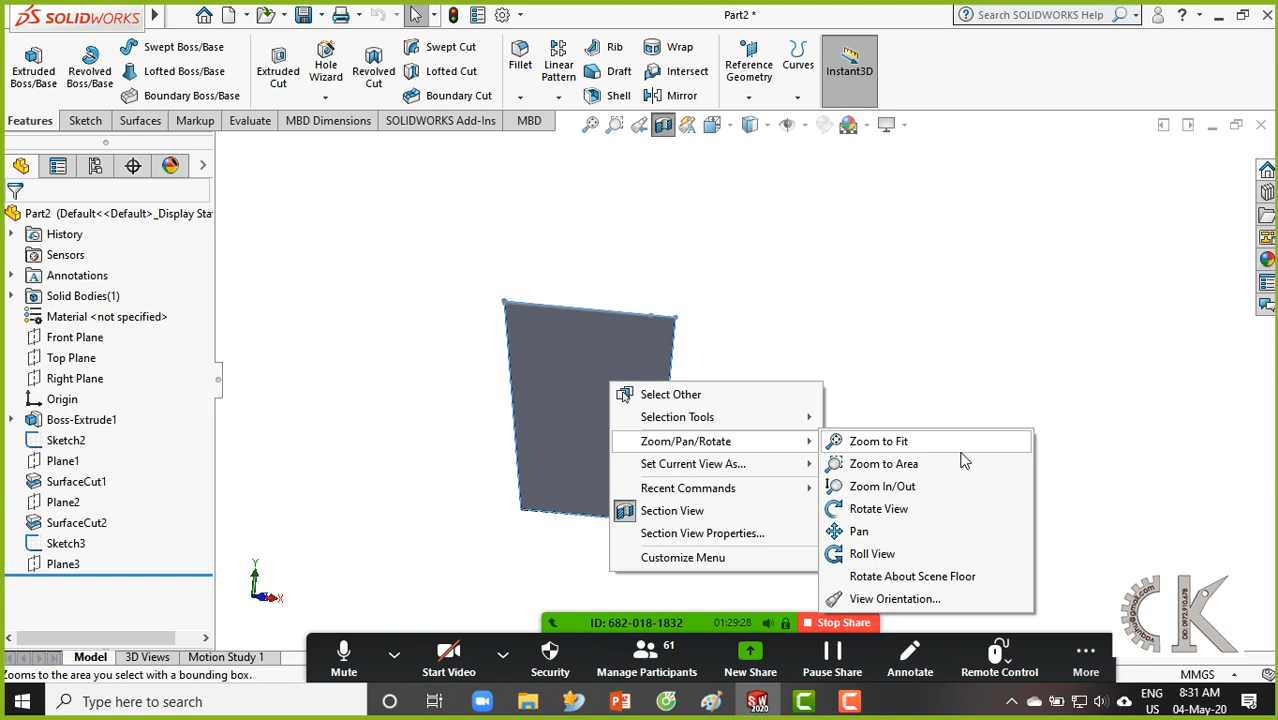 SOLIDWORKS
Part2 *
Search SOLIDWORKS Help
Extruded Boss/Base
Revolved Boss/Base
Swept Boss/Base
Lofted Boss/Base
Boundary Boss/Base
Extruded Cut
Hole Wizard
Revolved Cut
Swept Cut
Lofted Cut
Boundary Cut
Fillet
Linear Pattern
Rib
Draft
Shell
Wrap
Intersect
Mirror
Reference Geometry
Curves
Instant3D
Features
Sketch
Surfaces
Markup
Evaluate
MBD Dimensions
SOLIDWORKS Add-Ins
MBD
Part2 (Default<<Default>_Display Sta
History
Sensors
Annotations
Solid Bodies(1)
Material <not specified>
Front Plane
Top Plane
Right Plane
Origin
Boss-Extrude1
Sketch2
Plane1
SurfaceCut1
Plane2
SurfaceCut2
Sketch3
Plane3
Select Other
Selection Tools
Zoom/Pan/Rotate
Set Current View As...
Recent Commands
Section View
Section View Properties...
Customize Menu
Zoom to Fit
Zoom to Area
Zoom In/Out
Rotate View
Pan
Roll View
Rotate About Scene Floor
View Orientation...
Y
X
ID: 682-018-1832
01:29:28
Stop Share
Mute
Start Video
Security
61
Manage Participants
New Share
Pause Share
Annotate
Remote Control
More
Model
3D Views
Motion Study 1
Zooms to the area you select with a bounding box.
MMGS
Type here to search
SW
2020
ENG
US
8:31 AM
04-May-20
CK